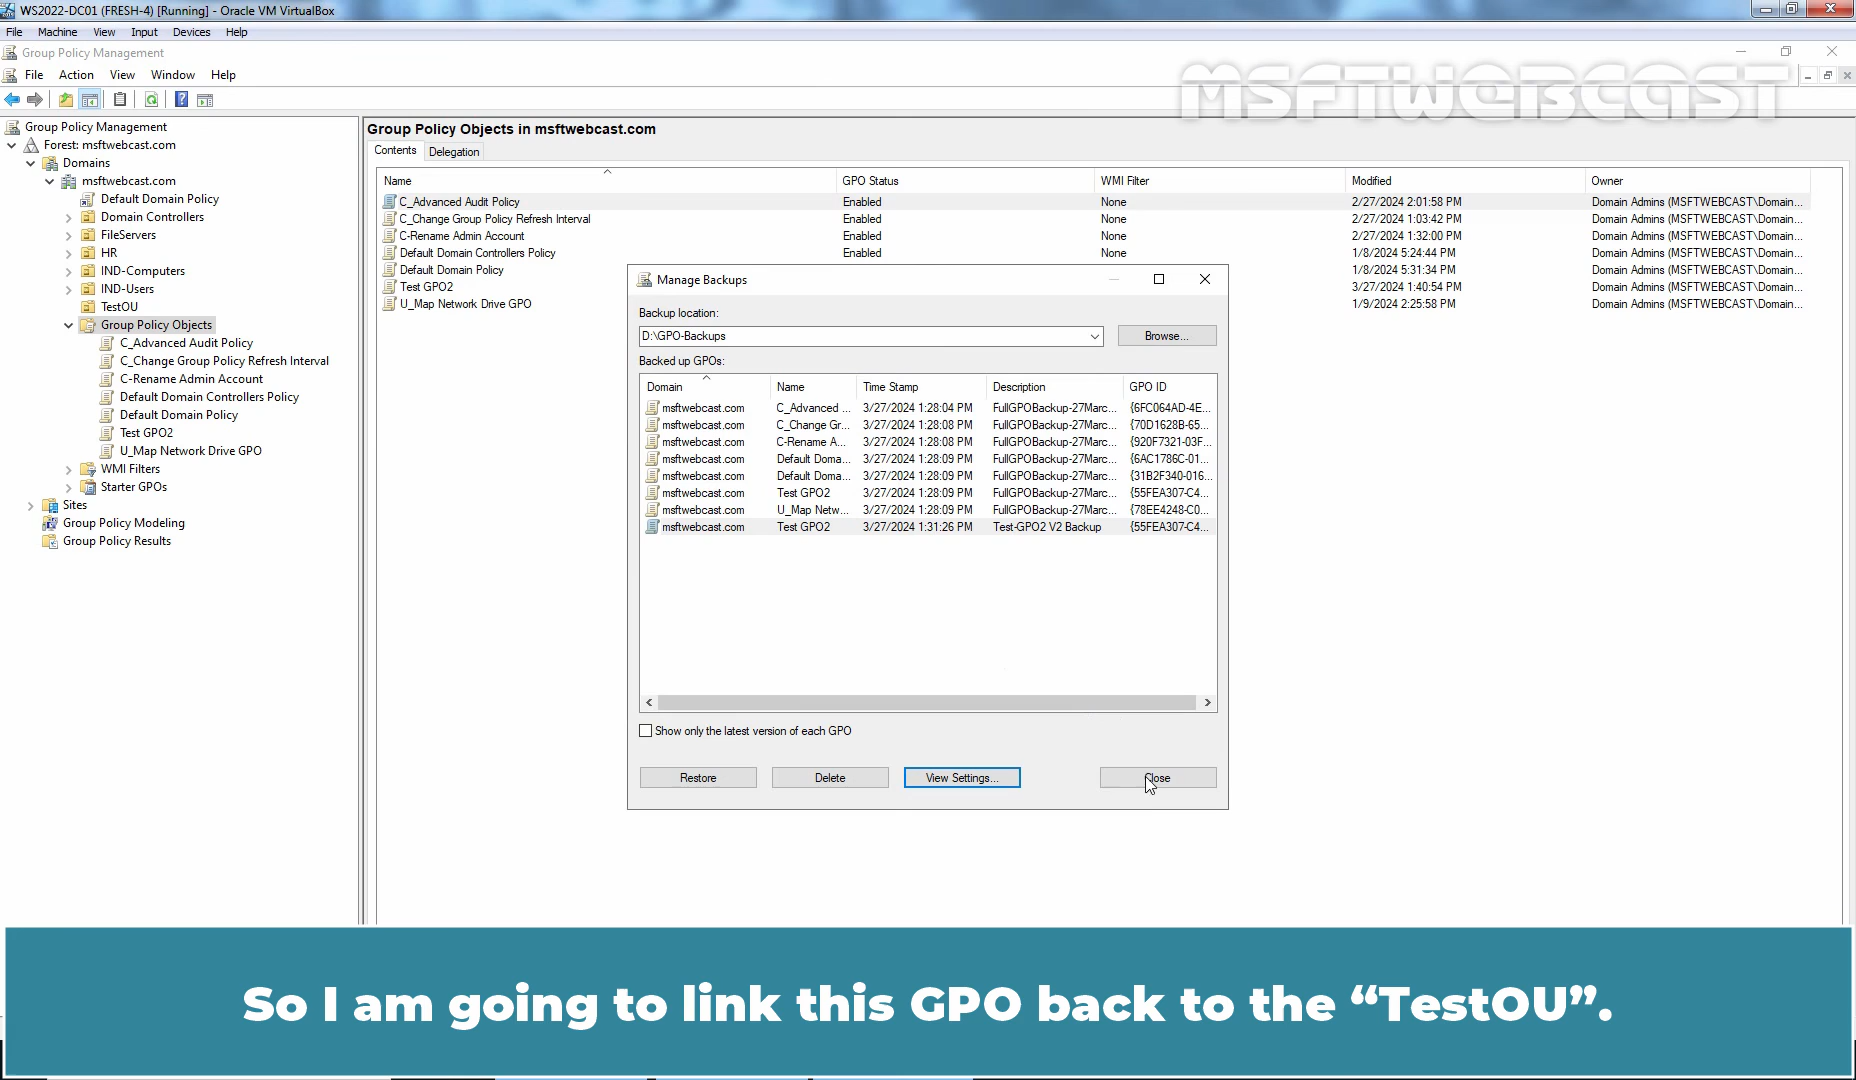 WS2022-DC01 (FRESH-4) [Running] - Oracle VM VirtualBox
File Machine View Input Devices Help
Group Policy Management
File Action View Window Help
MSFTWEBCAST
Group Policy Management
Forest: msftwebcast.com
Domains
msftwebcast.com
Default Domain Policy
Domain Controllers
FileServers
HR
IND-Computers
IND-Users
TestOU
Group Policy Objects
C_Advanced Audit Policy
C_Change Group Policy Refresh Interval
C-Rename Admin Account
Default Domain Controllers Policy
Default Domain Policy
Test GPO2
U_Map Network Drive GPO
WMI Filters
Starter GPOs
Sites
Group Policy Modeling
Group Policy Results
Group Policy Objects in msftwebcast.com
Contents Delegation
Name GPO Status WMI Filter Modified Owner
C_Advanced Audit Policy Enabled None 2/27/2024 2:01:58 PM Domain Admins (MSFTWEBCAST\Domain...
C_Change Group Policy Refresh Interval Enabled None 2/27/2024 1:03:42 PM Domain Admins (MSFTWEBCAST\Domain...
C-Rename Admin Account Enabled None 2/27/2024 1:32:00 PM Domain Admins (MSFTWEBCAST\Domain...
Default Domain Controllers Policy Enabled None 1/8/2024 5:24:44 PM Domain Admins (MSFTWEBCAST\Domain...
Default Domain Policy 1/8/2024 5:31:34 PM Domain Admins (MSFTWEBCAST\Domain...
Test GPO2 3/27/2024 1:40:54 PM Domain Admins (MSFTWEBCAST\Domain...
U_Map Network Drive GPO 1/9/2024 2:25:58 PM Domain Admins (MSFTWEBCAST\Domain...
Manage Backups
Backup location:
D:\GPO-Backups Browse...
Backed up GPOs:
Domain Name Time Stamp Description GPO ID
msftwebcast.com C_Advanced ... 3/27/2024 1:28:04 PM FullGPOBackup-27Marc... {6FC064AD-4E...
msftwebcast.com C_Change Gr... 3/27/2024 1:28:08 PM FullGPOBackup-27Marc... {70D1628B-65...
msftwebcast.com C-Rename A... 3/27/2024 1:28:08 PM FullGPOBackup-27Marc... {920F7321-03F...
msftwebcast.com Default Doma... 3/27/2024 1:28:09 PM FullGPOBackup-27Marc... {6AC1786C-01...
msftwebcast.com Default Doma... 3/27/2024 1:28:09 PM FullGPOBackup-27Marc... {31B2F340-016...
msftwebcast.com Test GPO2 3/27/2024 1:28:09 PM FullGPOBackup-27Marc... {55FEA307-C4...
msftwebcast.com U_Map Netw... 3/27/2024 1:28:09 PM FullGPOBackup-27Marc... {78EE4248-C0...
msftwebcast.com Test GPO2 3/27/2024 1:31:26 PM Test-GPO2 V2 Backup {55FEA307-C4...
Show only the latest version of each GPO
Restore Delete View Settings... Close
So I am going to link this GPO back to the “TestOU”.